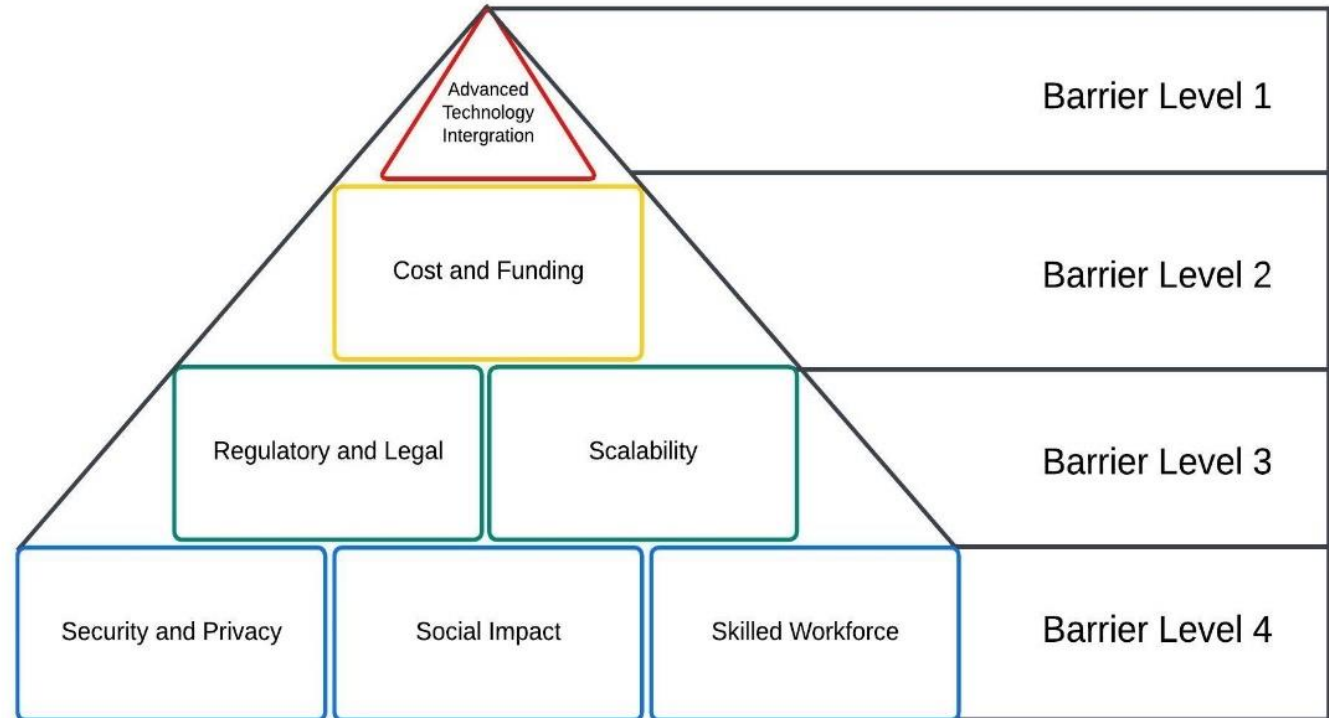 Advanced
Technology
Intergration
Barrier Level 1
Cost and Funding
Barrier Level 2
Regulatory and Legal
Scalability
Barrier Level 3
Security and Privacy
Social Impact
Skilled Workforce
Barrier Level 4